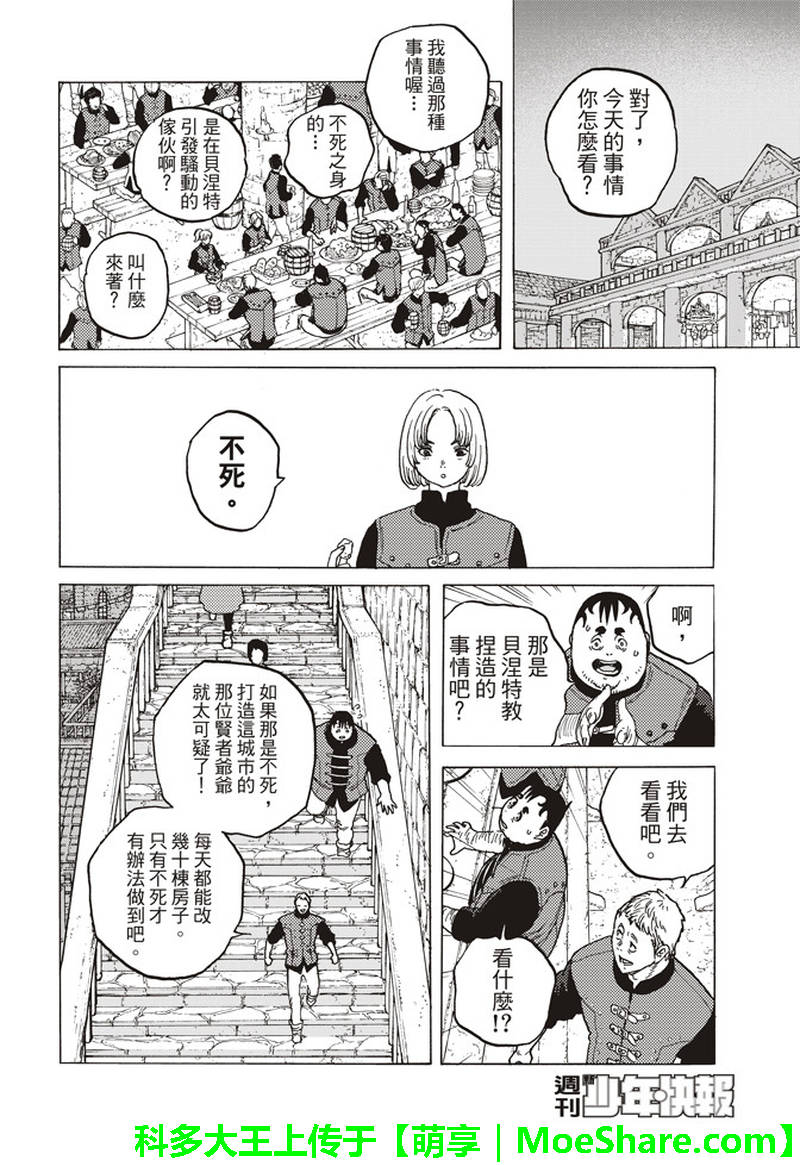 對了，
今天的事情
你怎麼看？
我聽過那種
事情喔…
不死之身
的…
是在貝涅特
引發騷動的
傢伙啊？
叫什麼
來著？
不死。
啊，
那是
貝涅特教
捏造的
事情吧？
我們去
看看吧。
看什麼！？
如果那是不死，
打造這城市的
那位賢者爺爺
就太可疑了！
每天都能改
幾十棟房子。
只有不死才
有辦法做到吧。
週刊
少年快報
科多大王上传于【萌享｜MoeShare.com】